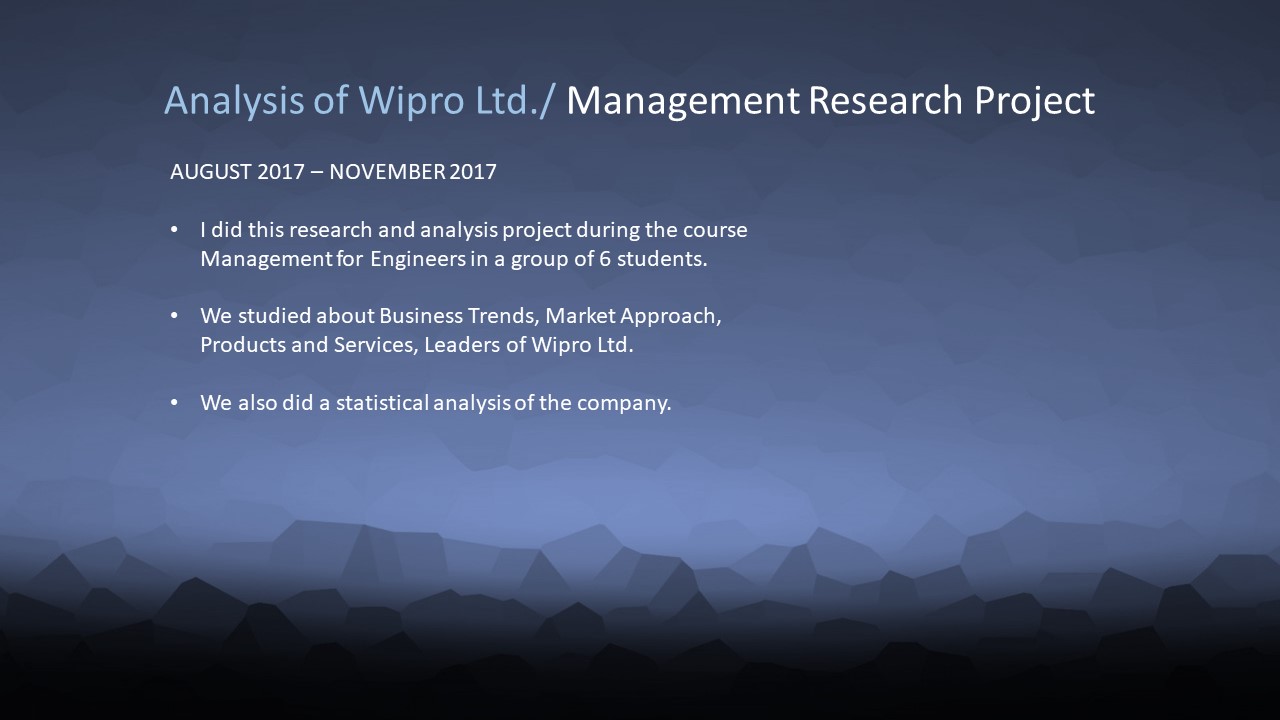 Analysis of Wipro Ltd./ Management Research Project
AUGUST 2017 – NOVEMBER 2017
• I did this research and analysis project during the course
Management for Engineers in a group of 6 students.
• We studied about Business Trends, Market Approach,
Products and Services, Leaders of Wipro Ltd.
• We also did a statistical analysis of the company.